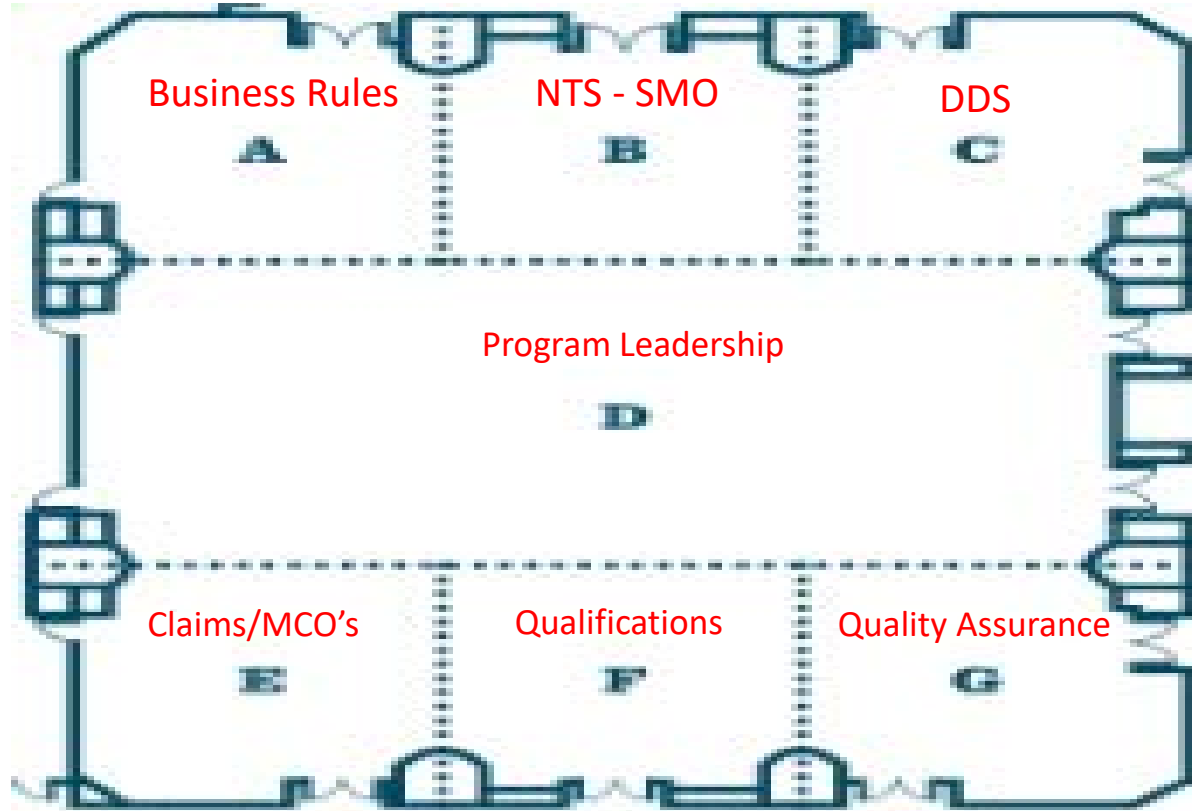 Business Rules
A
NTS - SMO
B
DDS
C
Program Leadership
D
Claims/MCO's
E
Qualifications
F
Quality Assurance
G